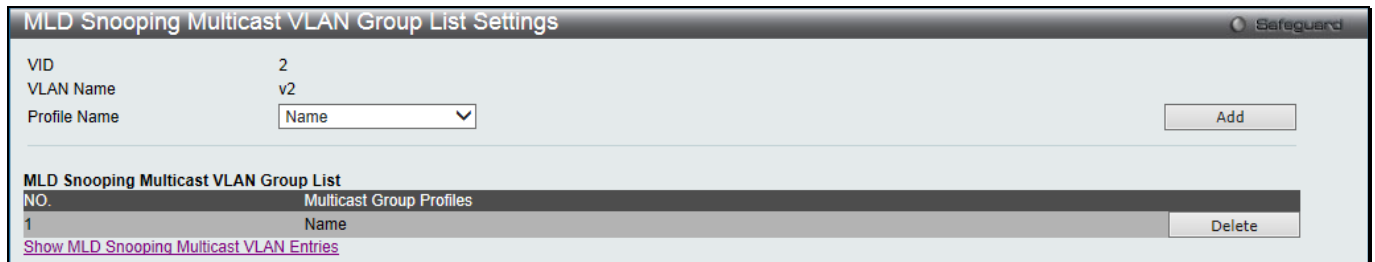 MLD Snooping Multicast VLAN Group List Settings Safeguard
VID 2
VLAN Name v2
Profile Name Name Add
MLD Snooping Multicast VLAN Group List
NO. Multicast Group Profiles
1 Name Delete
Show MLD Snooping Multicast VLAN Entries